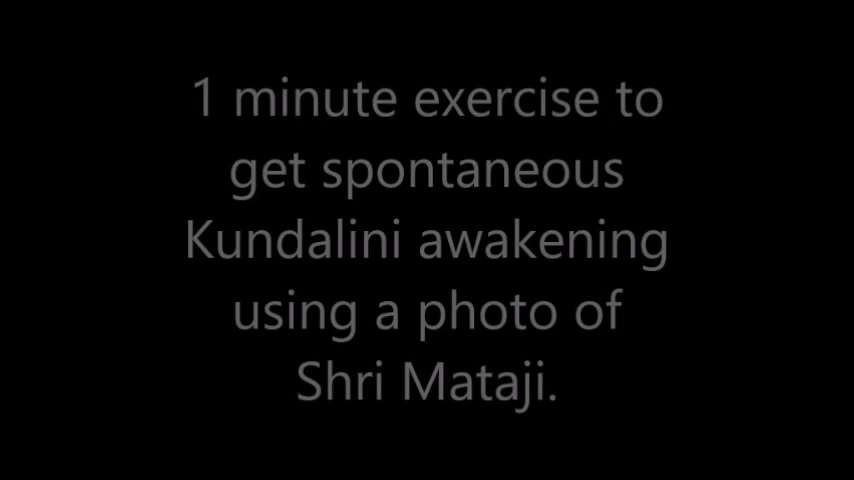 1 minute exercise to
get spontaneous
Kundalini awakening
using a photo of
Shri Mataji.